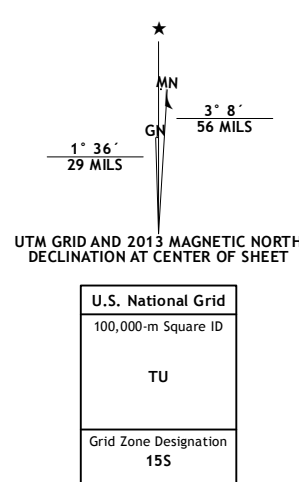 ★
MN
GN
3° 8´
56 MILS
1° 36´
29 MILS
UTM GRID AND 2013 MAGNETIC NORTH
DECLINATION AT CENTER OF SHEET
U.S. National Grid
100,000-m Square ID
TU
Grid Zone Designation
15S